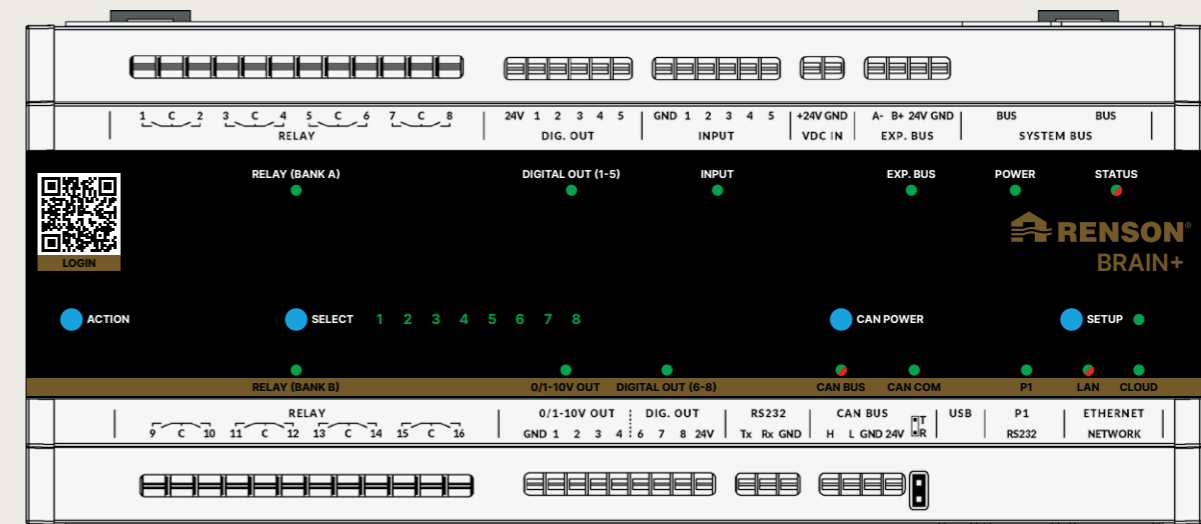 1 C 2 3 C 4 5 C 6 7 C 8 24V 1 2 3 4 5 GND 1 2 3 4 5 +24V GND A- B+ 24V GND BUS BUS
RELAY DIG. OUT INPUT VDC IN EXP. BUS SYSTEM BUS
RELAY (BANK A) DIGITAL OUT (1-5) INPUT EXP. BUS POWER STATUS
RENSON®
BRAIN+
LOGIN
ACTION SELECT 1 2 3 4 5 6 7 8 CAN POWER SETUP
RELAY (BANK B) 0/1-10V OUT DIGITAL OUT (6-8) CAN BUS CAN COM P1 LAN CLOUD
RELAY 0/1-10V OUT DIG. OUT RS232 CAN BUS T USB P1 ETHERNET
9 C 10 11 C 12 13 C 14 15 C 16 GND 1 2 3 4 6 7 8 24V Tx Rx GND H L GND 24V R RS232 NETWORK